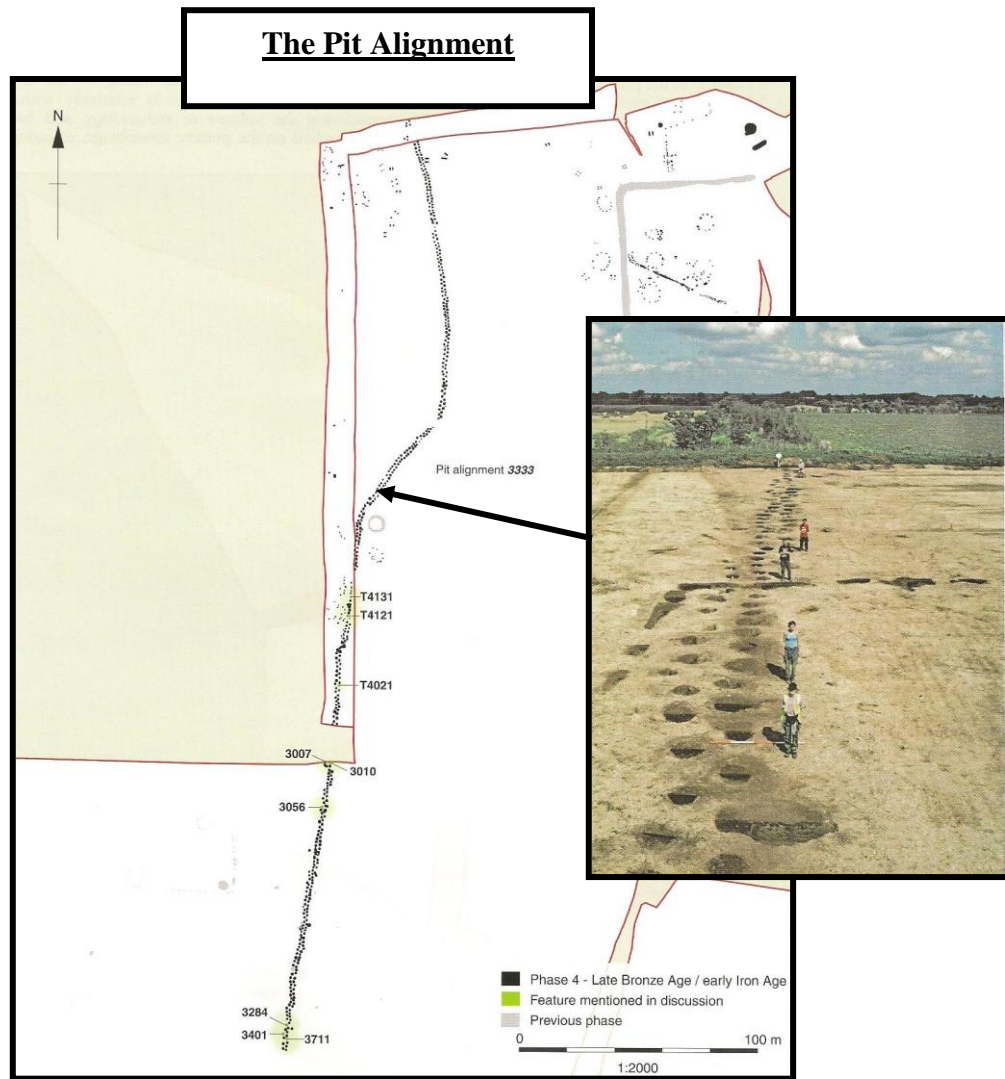 The Pit Alignment
N
Pit alignment 3333
T4131
T4121
T4021
3007
3010
3056
3284
3401
3711
Phase 4 - Late Bronze Age / early Iron Age
Feature mentioned in discussion
Previous phase
0
100 m
1:2000